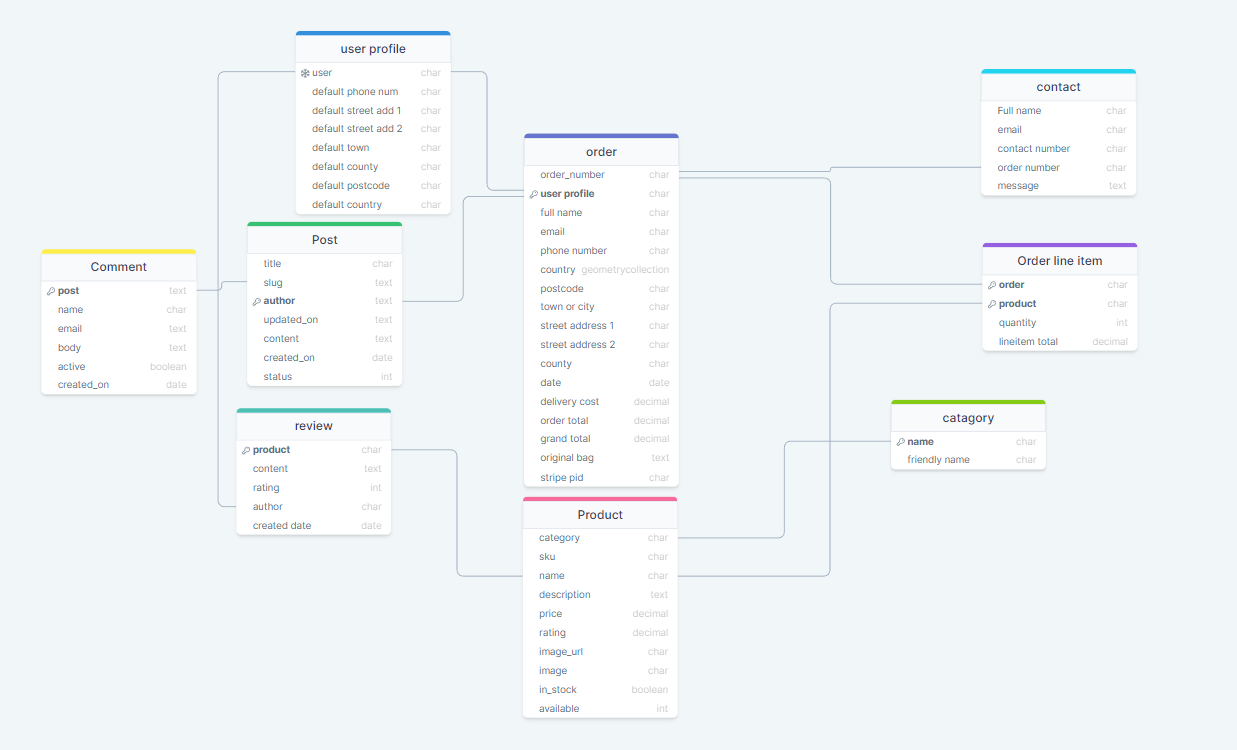 user profile
user char
default phone num char
default street add 1 char
default street add 2 char
default town char
default county char
default postcode char
default country char
Post
title char
slug text
author text
updated_on text
content text
created_on date
status int
Comment
post text
name char
email text
body text
active boolean
created_on date
review
product char
content text
rating int
author char
created date date
order
order_number char
user profile char
full name char
email char
phone number char
country geometrycollection
postcode char
town or city char
street address 1 char
street address 2 char
county char
date date
delivery cost decimal
order total decimal
grand total decimal
original bag text
stripe pid char
Product
category char
sku char
name char
description text
price decimal
rating decimal
image_url char
image char
in_stock boolean
available int
contact
Full name char
email char
contact number char
order number char
message text
Order line item
order char
product char
quantity int
lineitem total decimal
catagory
name char
friendly name char